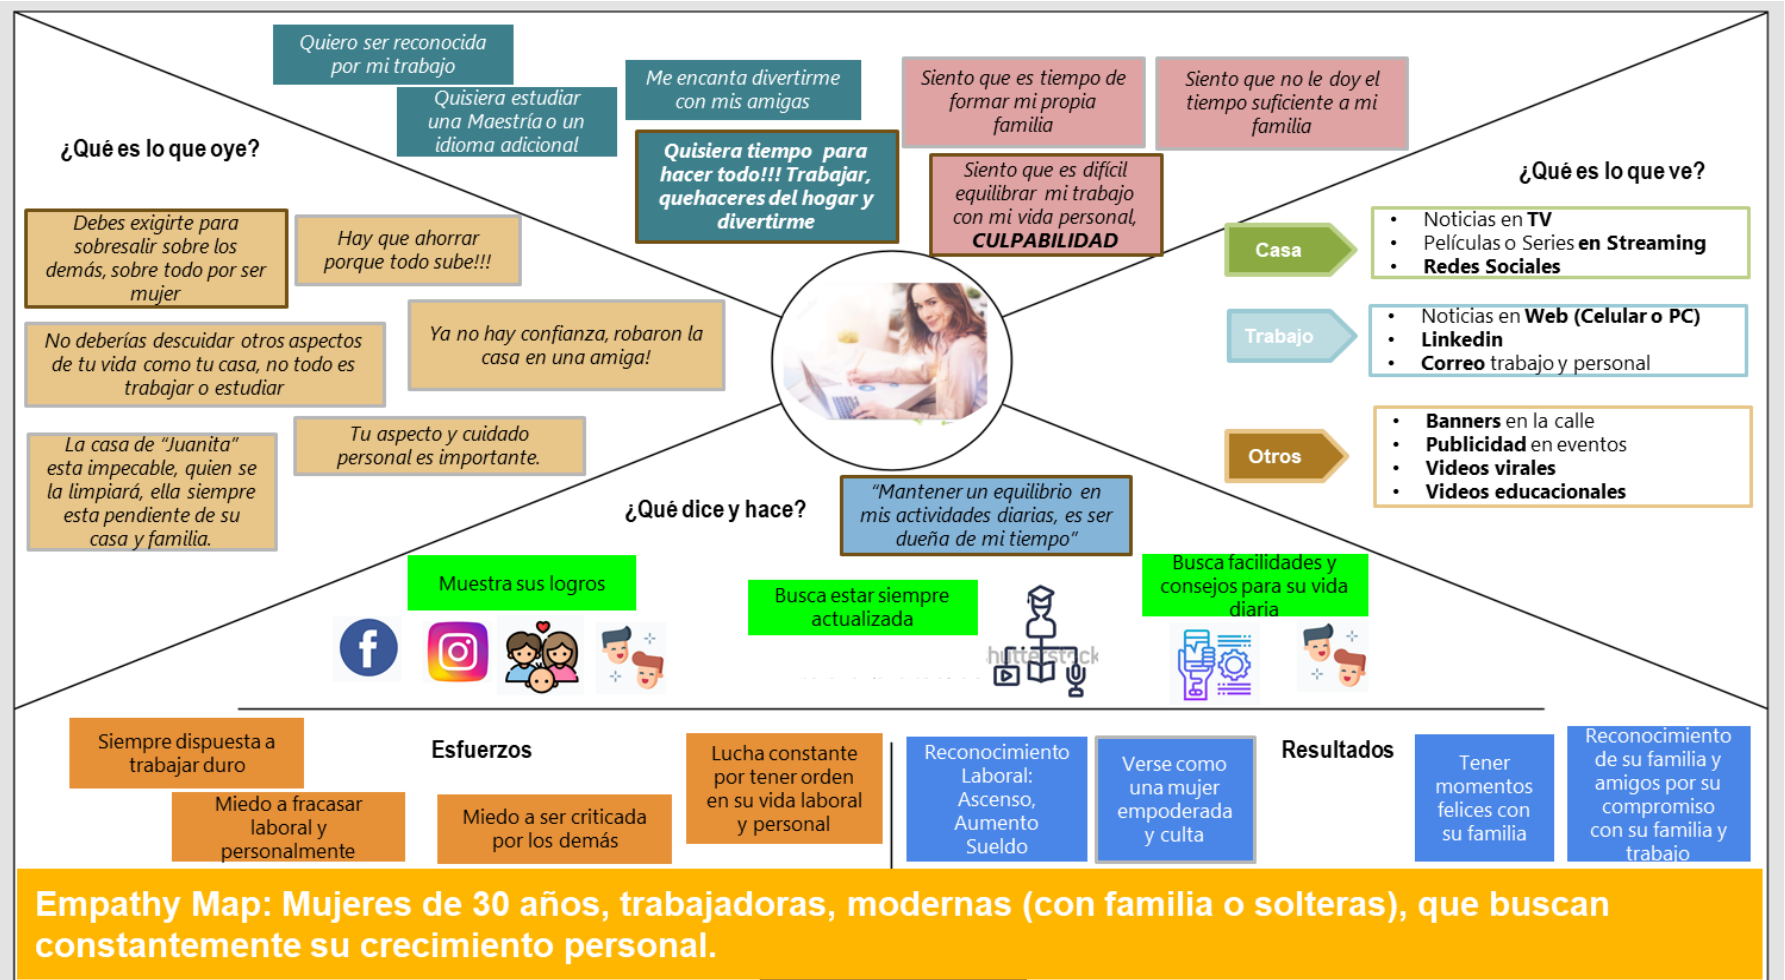 Quiero ser reconocida
por mi trabajo
Quisiera estudiar
una Maestría o un
idioma adicional
Me encanta divertirme
con mis amigas
Quisiera tiempo para
hacer todo!!! Trabajar,
quehaceres del hogar y
divertirme
Siento que es tiempo de
formar mi propia
familia
Siento que no le doy el
tiempo suficiente a mi
familia
Siento que es difícil
equilibrar mi trabajo
con mi vida personal,
CULPABILIDAD
¿Qué es lo que oye?
Debes exigirte para
sobresalir sobre los
demás, sobre todo por ser
mujer
Hay que ahorrar
porque todo sube!!!
No deberías descuidar otros aspectos
de tu vida como tu casa, no todo es
trabajar o estudiar
Ya no hay confianza, robaron la
casa en una amiga!
La casa de “Juanita”
esta impecable, quien se
la limpiará, ella siempre
esta pendiente de su
casa y familia.
Tu aspecto y cuidado
personal es importante.
¿Qué es lo que ve?
Casa
• Noticias en TV
• Películas o Series en Streaming
• Redes Sociales
Trabajo
• Noticias en Web (Celular o PC)
• Linkedin
• Correo trabajo y personal
Otros
• Banners en la calle
• Publicidad en eventos
• Videos virales
• Videos educacionales
¿Qué dice y hace?
“Mantener un equilibrio en
mis actividades diarias, es ser
dueña de mi tiempo”
Muestra sus logros
Busca estar siempre
actualizada
Busca facilidades y
consejos para su vida
diaria
hutterstock
Esfuerzos
Siempre dispuesta a
trabajar duro
Miedo a fracasar
laboral y
personalmente
Miedo a ser criticada
por los demás
Lucha constante
por tener orden
en su vida laboral
y personal
Resultados
Reconocimiento
Laboral:
Ascenso,
Aumento
Sueldo
Verse como
una mujer
empoderada
y culta
Tener
momentos
felices con
su familia
Reconocimiento
de su familia y
amigos por su
compromiso
con su familia y
trabajo
Empathy Map: Mujeres de 30 años, trabajadoras, modernas (con familia o solteras), que buscan
constantemente su crecimiento personal.